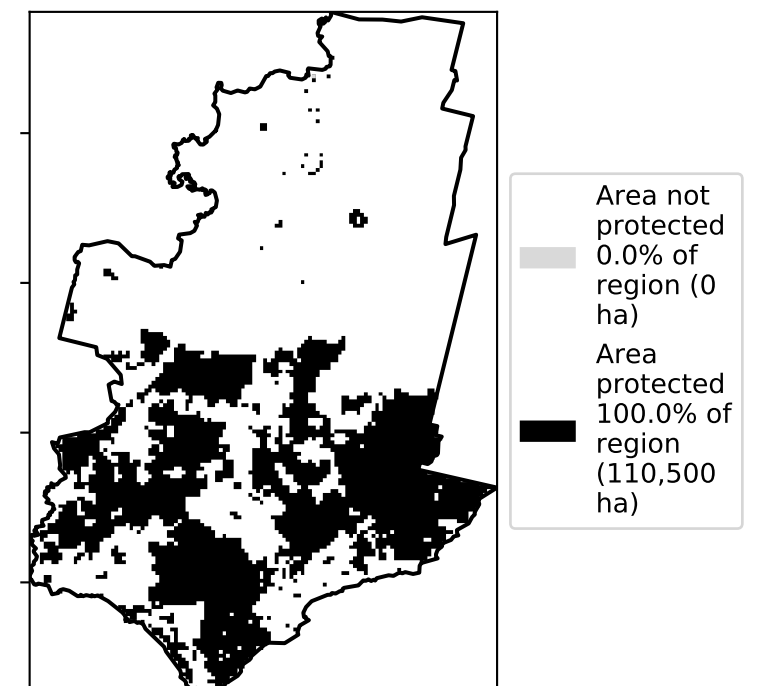 Area not
protected
0.0% of
region (0
ha)
Area
protected
100.0% of
region
(110,500
ha)